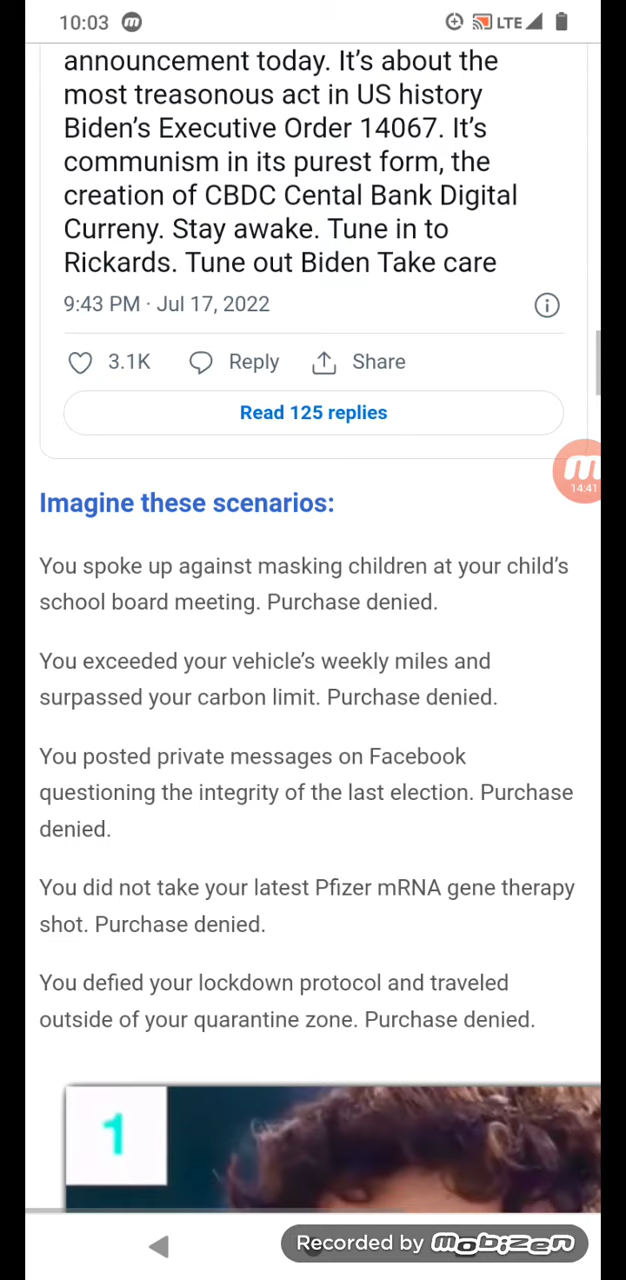 10:03 m LTE
announcement today. It's about the
most treasonous act in US history
Biden's Executive Order 14067. It's
communism in its purest form, the
creation of CBDC Cental Bank Digital
Curreny. Stay awake. Tune in to
Rickards. Tune out Biden Take care
9:43 PM · Jul 17, 2022
3.1K Reply Share
Read 125 replies
m
14:41
Imagine these scenarios:
You spoke up against masking children at your child's
school board meeting. Purchase denied.
You exceeded your vehicle's weekly miles and
surpassed your carbon limit. Purchase denied.
You posted private messages on Facebook
questioning the integrity of the last election. Purchase
denied.
You did not take your latest Pfizer mRNA gene therapy
shot. Purchase denied.
You defied your lockdown protocol and traveled
outside of your quarantine zone. Purchase denied.
1
Recorded by mobizen